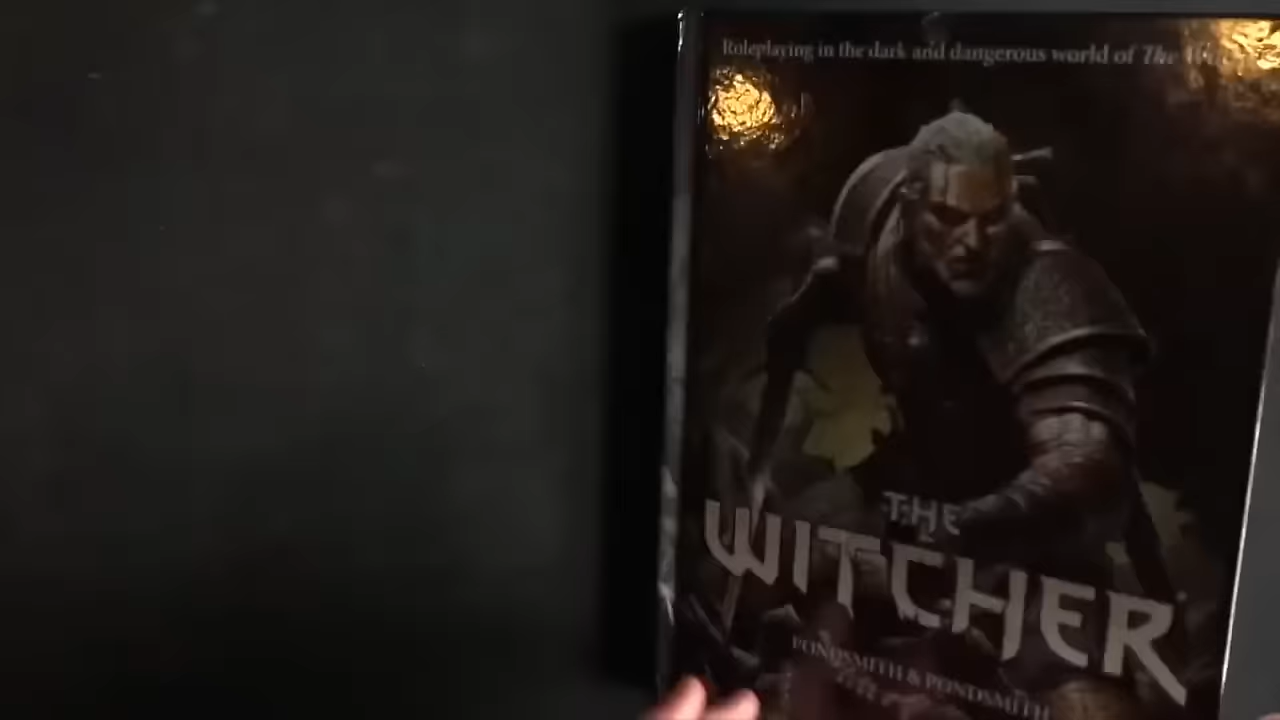 Roleplaying in the dark and dangerous world of The
THE
WITCHER
PONDSMITH & PONDSMITH